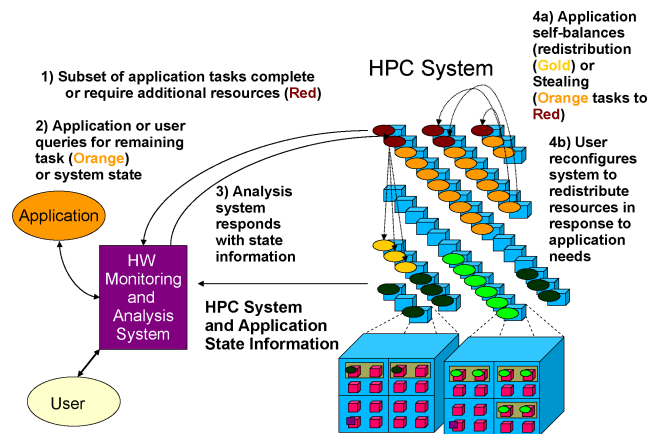 4a) Application
self-balances
(redistribution
(Gold) or
Stealing
(Orange tasks to
Red)
HPC System
1) Subset of application tasks complete
or require additional resources (Red)
2) Application or user
queries for remaining
task (Orange)
or system state
4b) User
reconfigures
system to
redistribute
resources in
response to
application
needs
3) Analysis
system
responds
with state
information
Application
HW
Monitoring
and
Analysis
System
HPC System
and Application
State Information
User